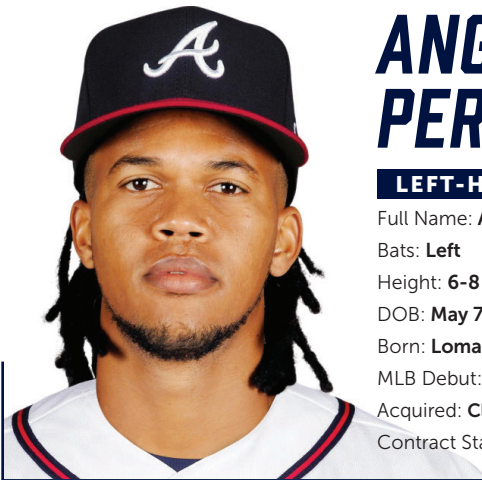 ANG
PER
LEFT-H
Full Name: A
Bats: Left
Height: 6-8
DOB: May 7
Born: Loma
MLB Debut:
Acquired: Cl
Contract Sta